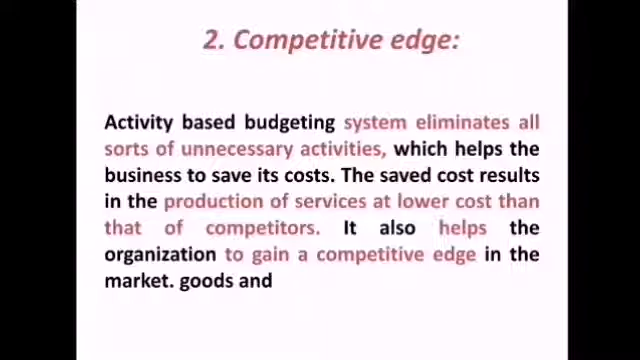 2. Competitive edge:
Activity based budgeting system eliminates all
sorts of unnecessary activities, which helps the
business to save its costs. The saved cost results
in the production of services at lower cost than
that of competitors. It also helps the
organization to gain a competitive edge in the
market. goods and